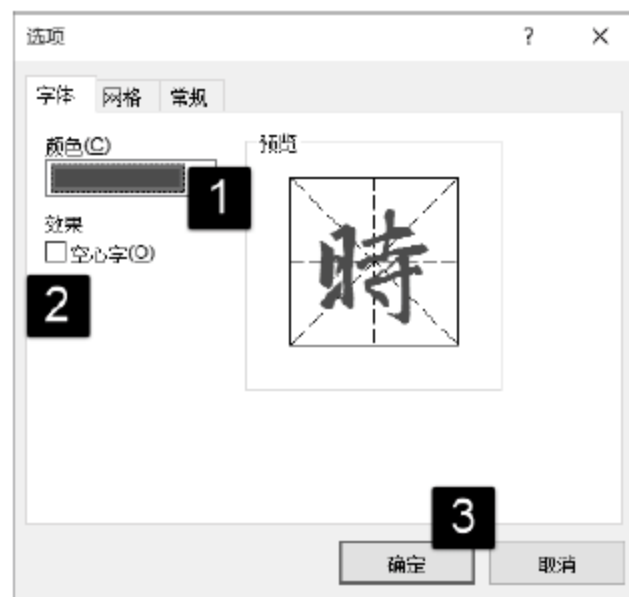 选项 ? ×
字体 网格 常规
颜色(C)
预览
1
效果
空心字(O)
2
時
3
确定 取消